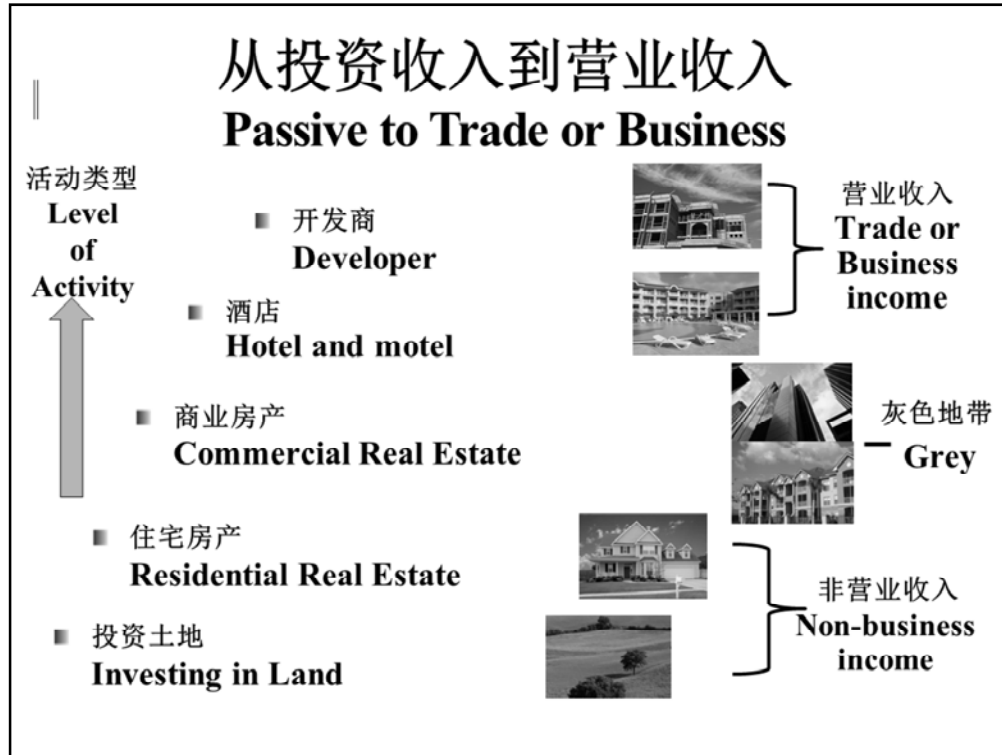 从投资收入到营业收入
Passive to Trade or Business
活动类型
Level
of
Activity
开发商
Developer
酒店
Hotel and motel
商业房产
Commercial Real Estate
住宅房产
Residential Real Estate
投资土地
Investing in Land
营业收入
Trade or
Business
income
灰色地带
Grey
非营业收入
Non-business
income